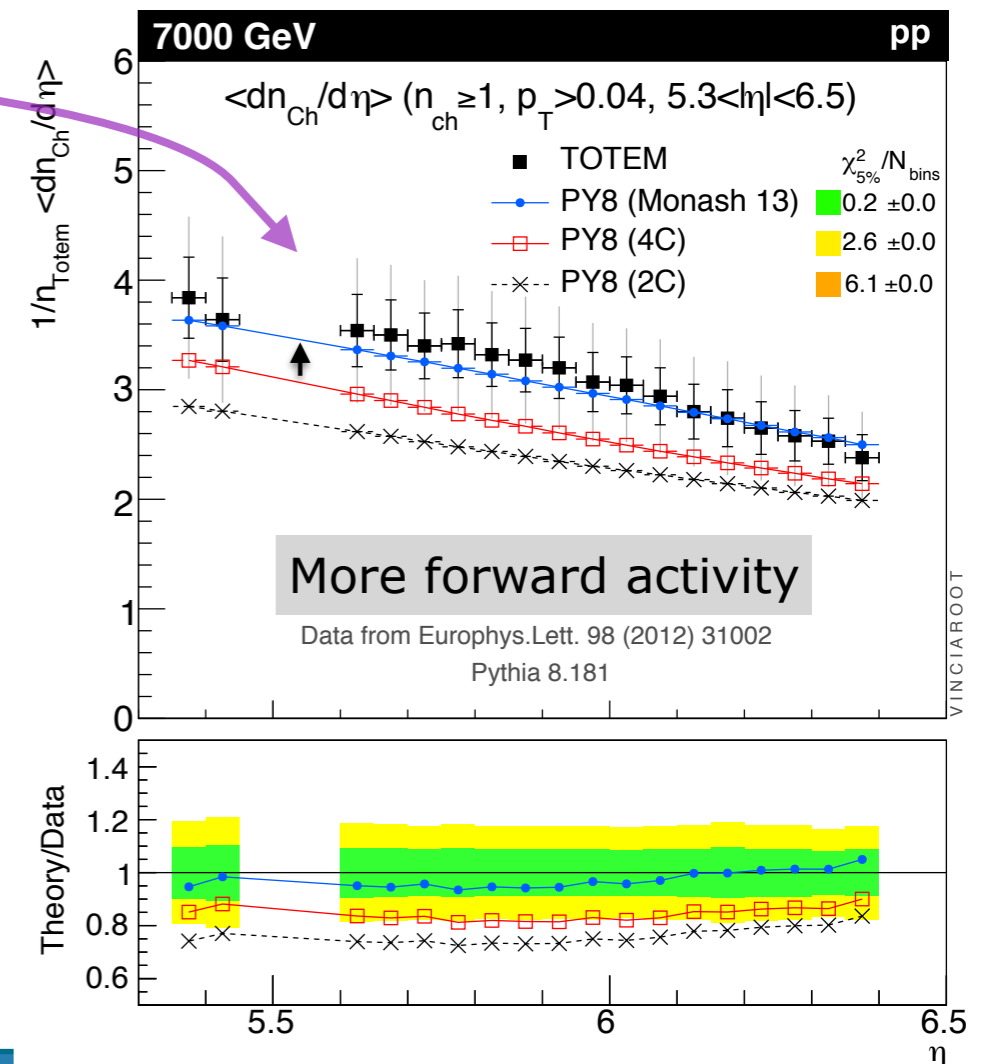 7000 GeV pp
<dn_Ch/dη> (n_ch≥1, p_T>0.04, 5.3<|η|<6.5)
TOTEM χ²_5%/N_bins
PY8 (Monash 13) 0.2 ±0.0
PY8 (4C) 2.6 ±0.0
PY8 (2C) 6.1 ±0.0
1/n_Totem <dn_Ch/dη>
6
5
4
3
2
1
0
More forward activity
Data from Europhys.Lett. 98 (2012) 31002
Pythia 8.181
VINCIAROOT
Theory/Data
1.4
1.2
1
0.8
0.6
5.5 6 6.5
η